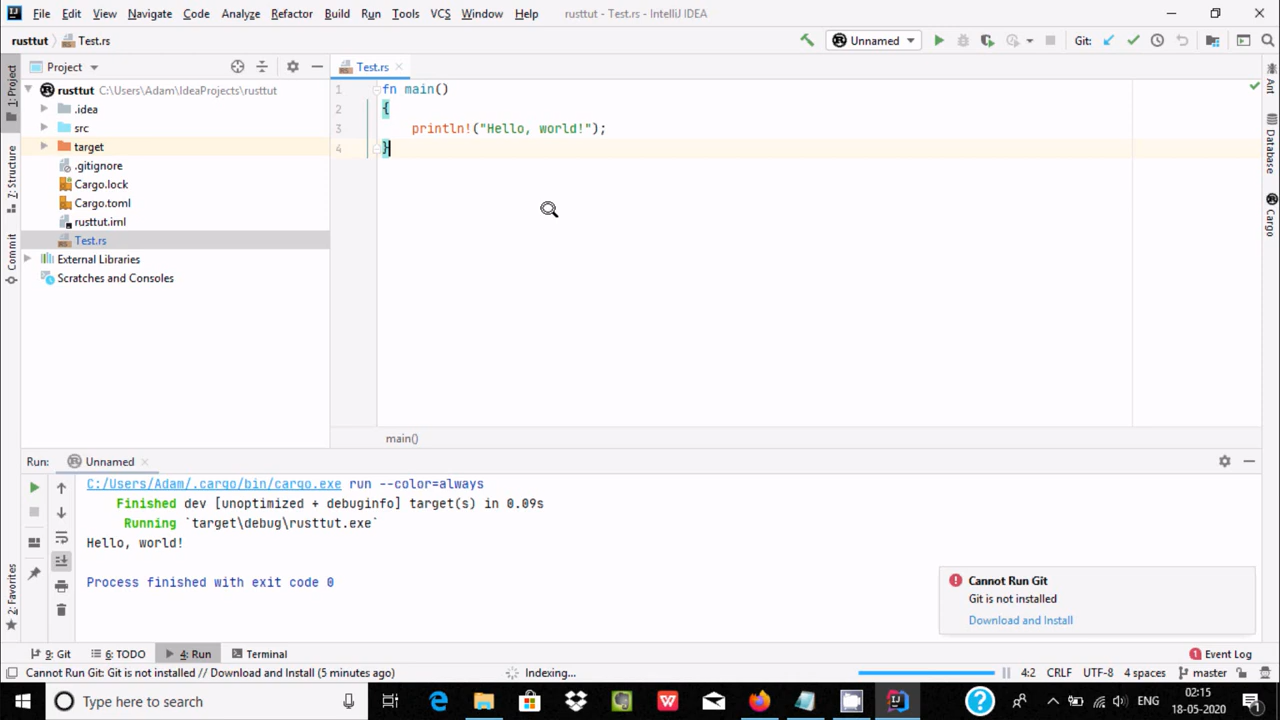 File Edit View Navigate Code Analyze Refactor Build Run Tools VCS Window Help rusttut - Test.rs - IntelliJ IDEA
rusttut Test.rs Unnamed Git:
1: Project
Project
Test.rs
rusttut C:\Users\Adam\IdeaProjects\rusttut
.idea
src
target
.gitignore
Cargo.lock
Cargo.toml
rusttut.iml
Test.rs
External Libraries
Scratches and Consoles
7: Structure
Commit
2: Favorites
1 fn main()
2 {
3 println!("Hello, world!");
4 }
main()
Ant
Database
Cargo
Run: Unnamed
C:/Users/Adam/.cargo/bin/cargo.exe run --color=always
Finished dev [unoptimized + debuginfo] target(s) in 0.09s
Running `target\debug\rusttut.exe`
Hello, world!
Process finished with exit code 0
Cannot Run Git
Git is not installed
Download and Install
9: Git 6: TODO 4: Run Terminal 1 Event Log
Cannot Run Git: Git is not installed // Download and Install (5 minutes ago) Indexing... 4:2 CRLF UTF-8 4 spaces master
Type here to search ENG 02:15
18-05-2020 1